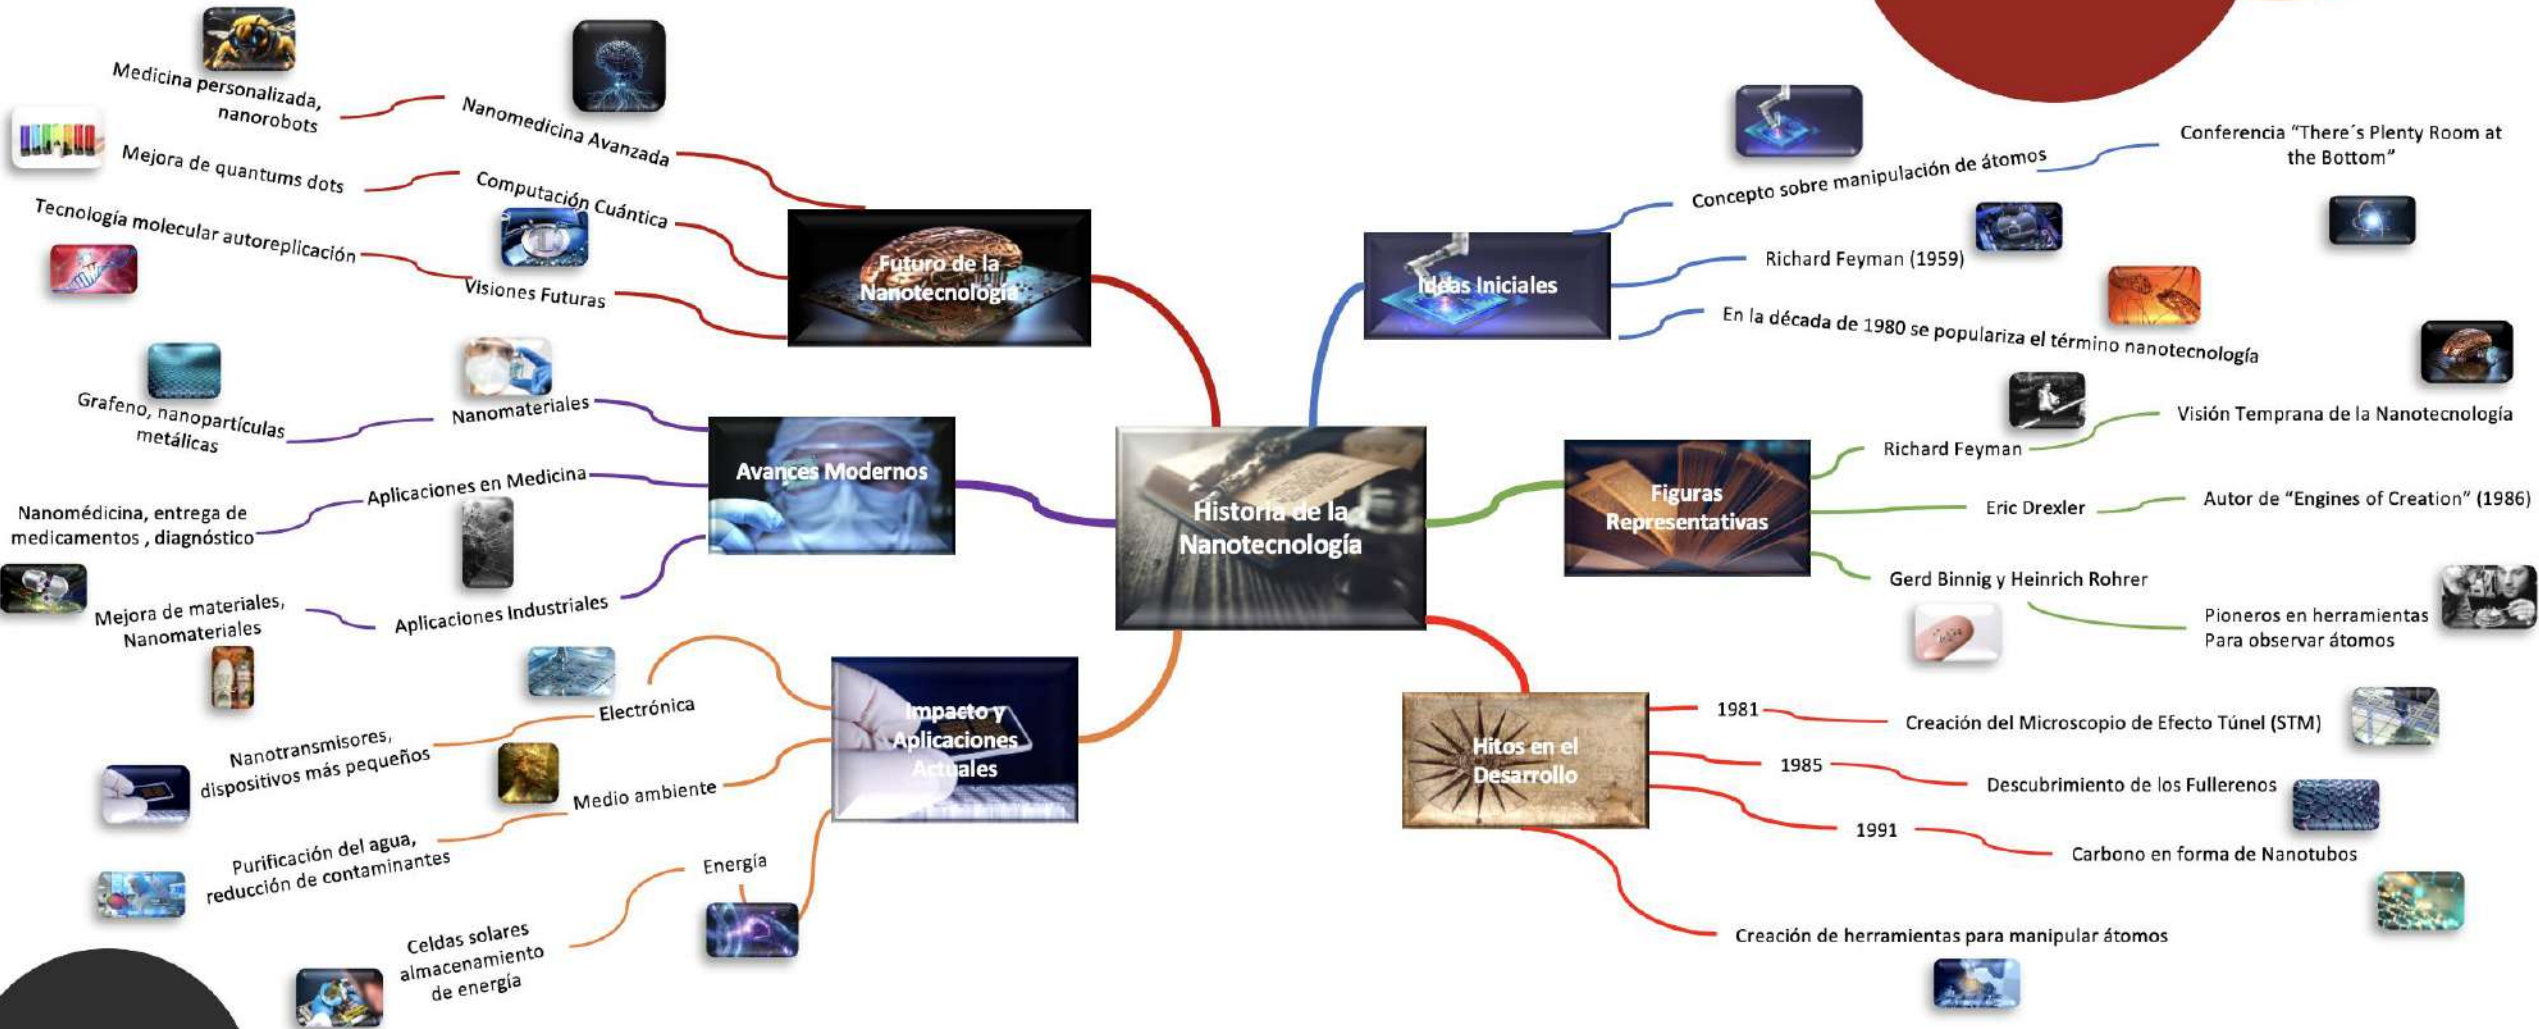 Historia de la
Nanotecnología
Ideas Iniciales
Concepto sobre manipulación de átomos
Conferencia “There´s Plenty Room at
the Bottom”
Richard Feyman (1959)
En la década de 1980 se populariza el término nanotecnología
Figuras
Representativas
Richard Feyman
Visión Temprana de la Nanotecnología
Eric Drexler
Autor de “Engines of Creation” (1986)
Gerd Binnig y Heinrich Rohrer
Pioneros en herramientas
Para observar átomos
Hitos en el
Desarrollo
1981
Creación del Microscopio de Efecto Túnel (STM)
1985
Descubrimiento de los Fullerenos
1991
Carbono en forma de Nanotubos
Creación de herramientas para manipular átomos
Impacto y
Aplicaciones
Actuales
Electrónica
Nanotransmisores,
dispositivos más pequeños
Medio ambiente
Purificación del agua,
reducción de contaminantes
Energía
Celdas solares
almacenamiento
de energía
Avances Modernos
Nanomateriales
Grafeno, nanopartículas
metálicas
Aplicaciones en Medicina
Nanomédicina, entrega de
medicamentos , diagnóstico
Aplicaciones Industriales
Mejora de materiales,
Nanomateriales
Futuro de la
Nanotecnología
Nanomedicina Avanzada
Medicina personalizada,
nanorobots
Computación Cuántica
Mejora de quantums dots
Visiones Futuras
Tecnología molecular autoreplicación